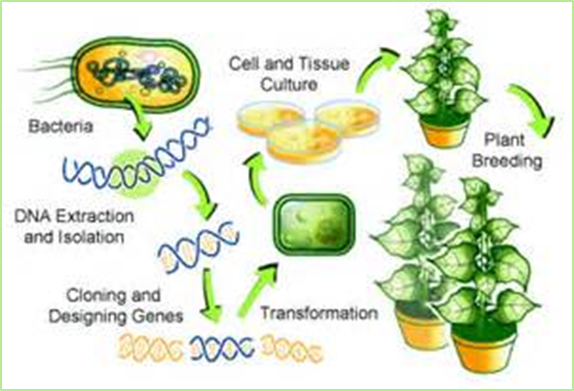 Bacteria
DNA Extraction
and Isolation
Cloning and
Designing Genes
Transformation
Cell and Tissue
Culture
Plant
Breeding